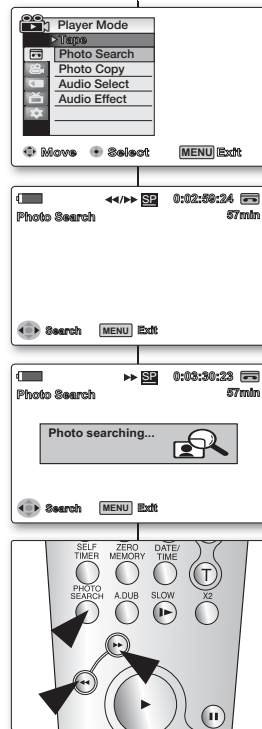 Player Mode
Tape
Photo Search
Photo Copy
Audio Select
Audio Effect
Move Select MENU Exit
SP 0:02:59:24
Photo Search 57min
Search MENU Exit
SP 0:03:30:23
Photo Search 57min
Photo searching...
Search MENU Exit
SELF TIMER ZERO MEMORY DATE/ TIME
T
PHOTO SEARCH A.DUB SLOW X2